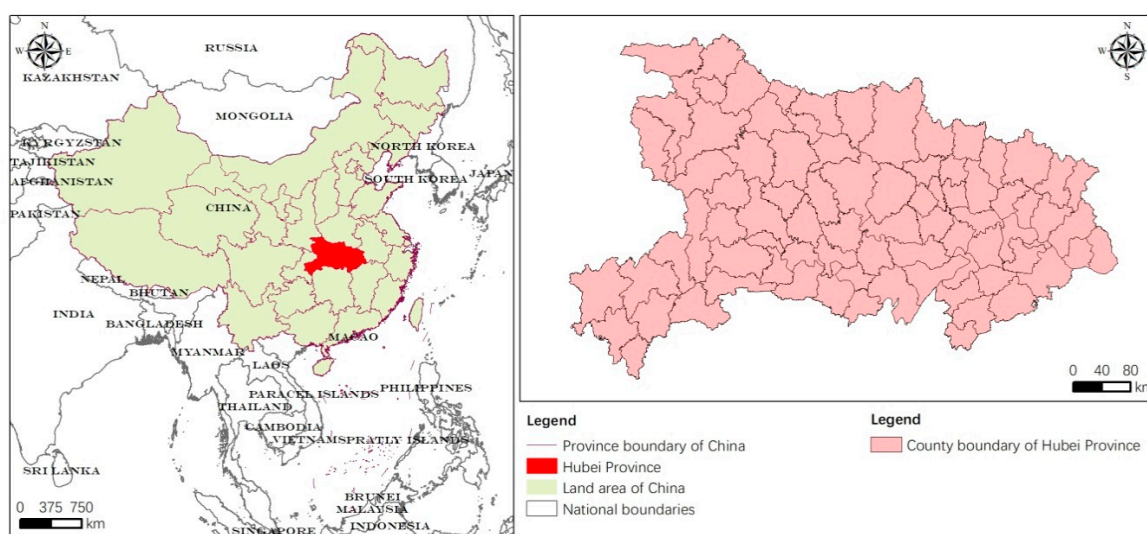 N
W E
S
RUSSIA
KAZAKHSTAN
MONGOLIA
KYRGYZSTAN
TAJIKISTAN
AFGHANISTAN
PAKISTAN
NORTH KOREA
SOUTH KOREA
JAPAN
CHINA
NEPAL
BHUTAN
INDIA
BANGLADESH
MYANMAR
MACAO
LAOS
PHILIPPINES
PARACEL ISLANDS
THAILAND
CAMBODIA
VIETNAM
SPRATLY ISLANDS
SRI LANKA
BRUNEI
MALAYSIA
INDONESIA
SINGAPORE
0 375 750
km
N
W E
S
0 40 80
km
Legend
Province boundary of China
Hubei Province
Land area of China
National boundaries
Legend
County boundary of Hubei Province